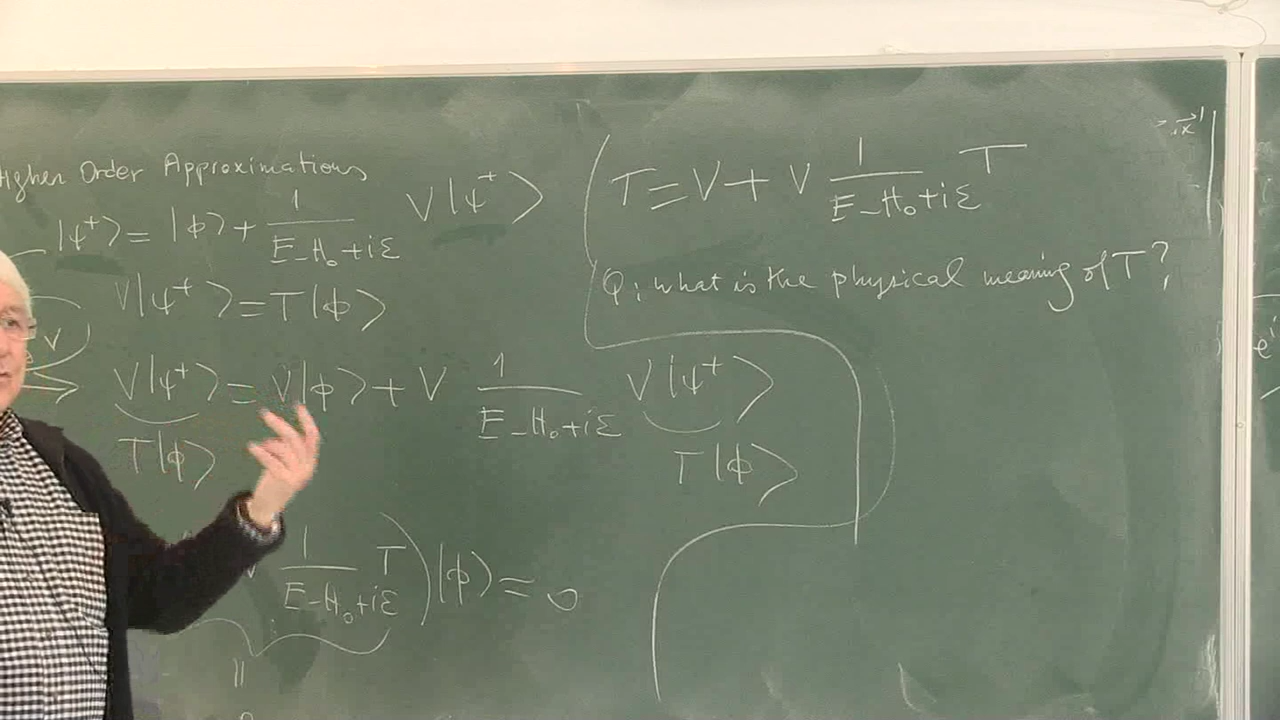 Higher Order Approximations
|ψ⁺⟩ = |ϕ⟩ + 1/(E-H₀+iε) V|ψ⁺⟩
V|ψ⁺⟩ = T|ϕ⟩
V
⇒ V|ψ⁺⟩ = V|ϕ⟩ + V 1/(E-H₀+iε) V|ψ⁺⟩
T|ϕ⟩ T|ϕ⟩
1/(E-H₀+iε) T)|ϕ⟩ = 0
T = V + V 1/(E-H₀+iε) T
Q: what is the physical meaning of T?
x⃗'|
eⁱ